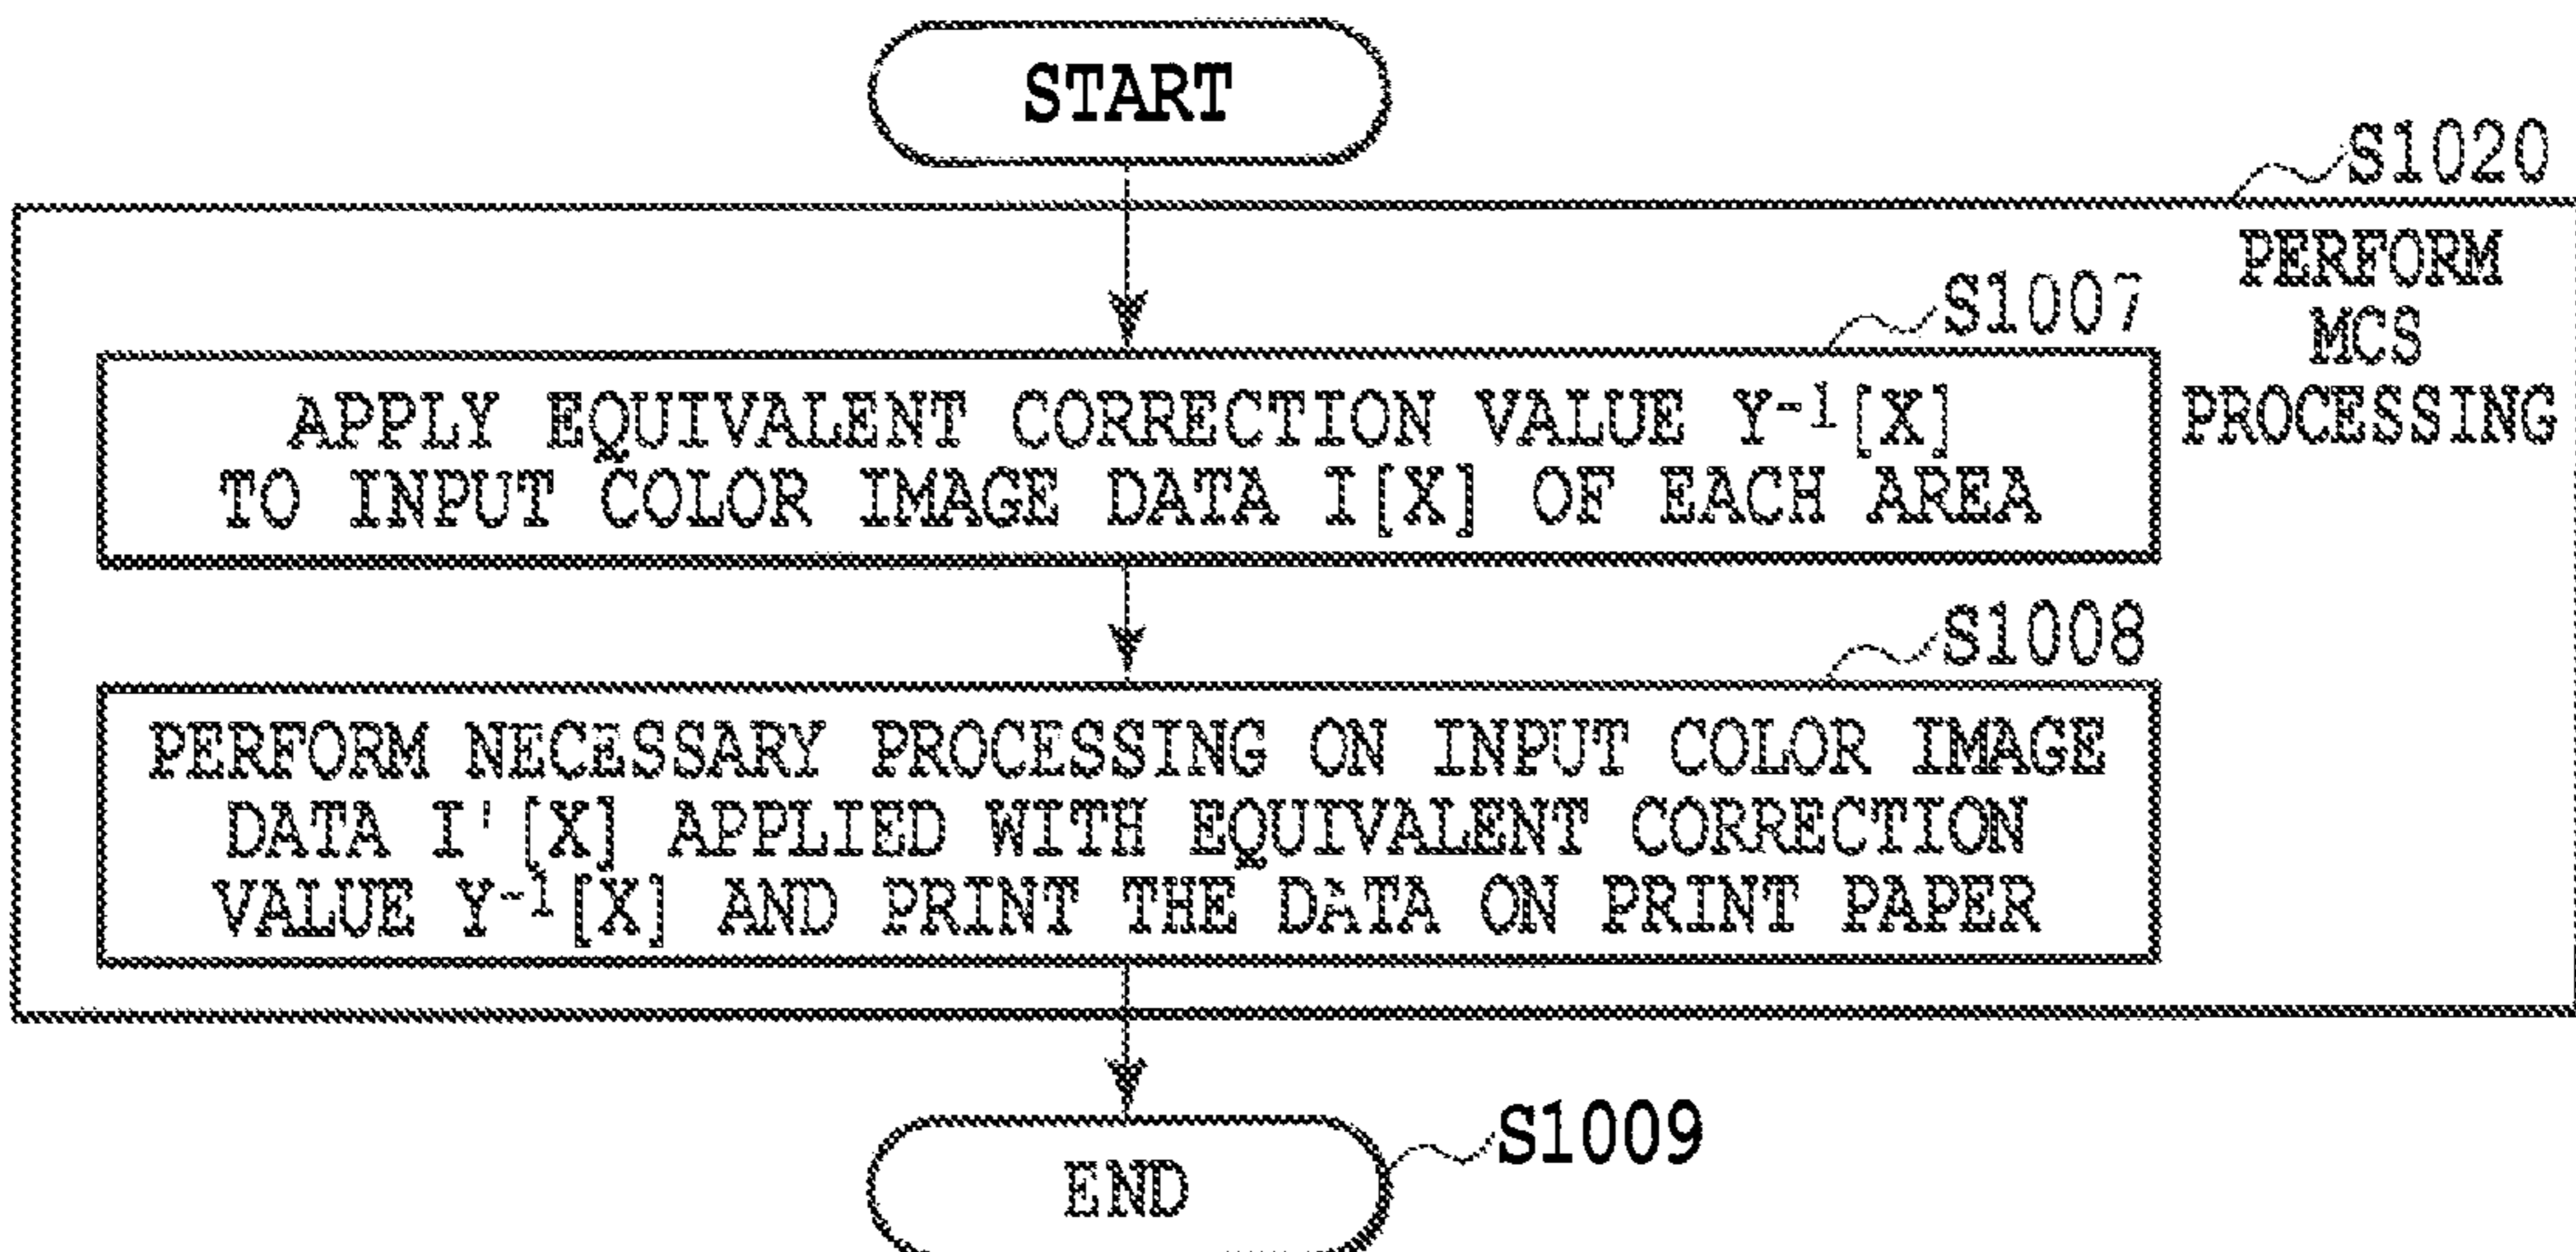 START
S1020
PERFORM
MCS
PROCESSING
S1007
APPLY EQUIVALENT CORRECTION VALUE Y⁻¹[X]
TO INPUT COLOR IMAGE DATA I[X] OF EACH AREA
S1008
PERFORM NECESSARY PROCESSING ON INPUT COLOR IMAGE
DATA I'[X] APPLIED WITH EQUIVALENT CORRECTION
VALUE Y⁻¹[X] AND PRINT THE DATA ON PRINT PAPER
S1009
END